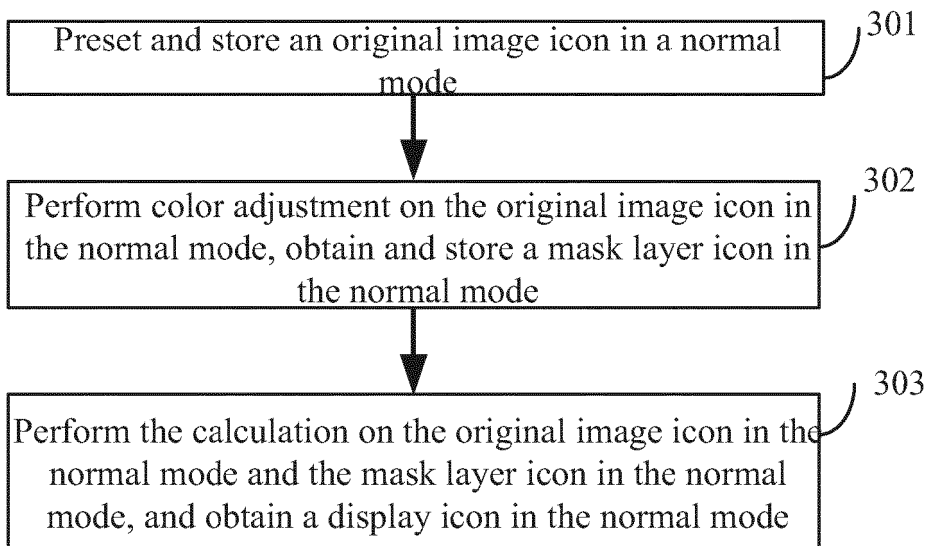 Preset and store an original image icon in a normal
mode
301
Perform color adjustment on the original image icon in
the normal mode, obtain and store a mask layer icon in
the normal mode
302
Perform the calculation on the original image icon in the
normal mode and the mask layer icon in the normal
mode, and obtain a display icon in the normal mode
303